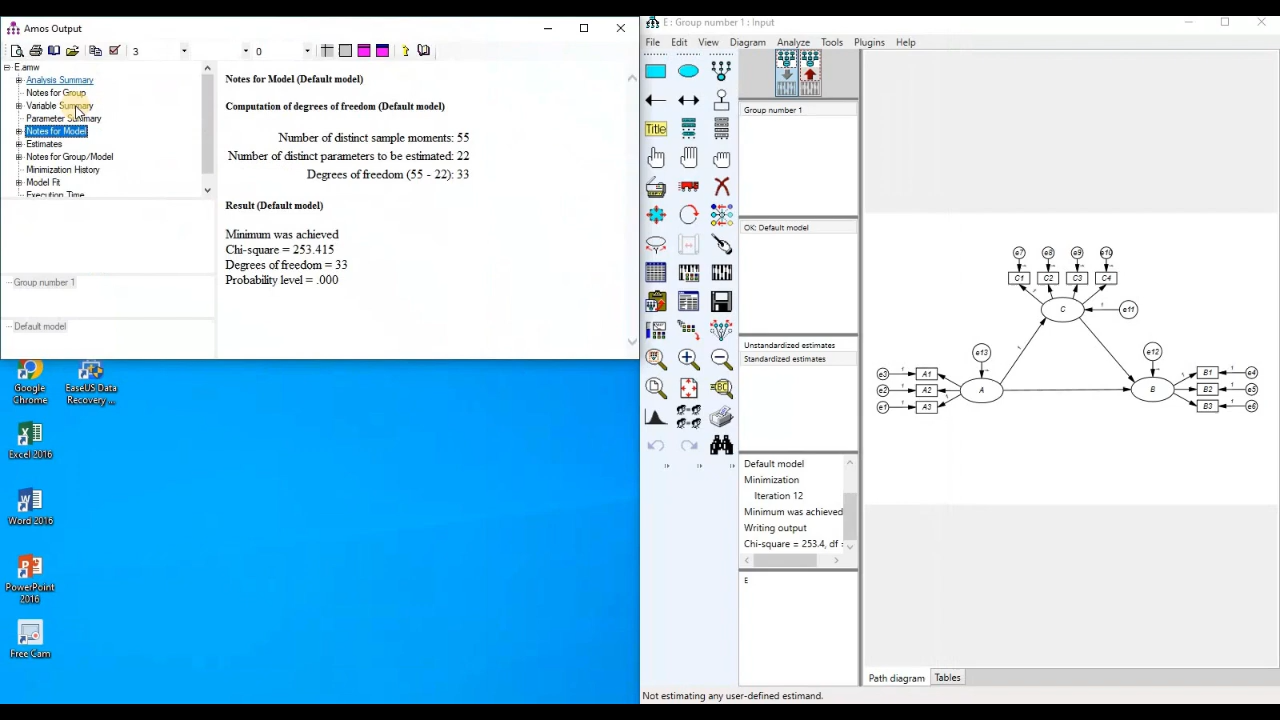 Amos Output
3
0
E.amw
Analysis Summary
Notes for Group
Variable Summary
Parameter Summary
Notes for Model
Estimates
Notes for Group/Model
Minimization History
Model Fit
Execution Time
Group number 1
Default model
Notes for Model (Default model)
Computation of degrees of freedom (Default model)
Number of distinct sample moments: 55
Number of distinct parameters to be estimated: 22
Degrees of freedom (55 - 22): 33
Result (Default model)
Minimum was achieved
Chi-square = 253.415
Degrees of freedom = 33
Probability level = .000
Google
Chrome
EaseUS Data
Recovery ...
Excel 2016
Word 2016
PowerPoint
2016
Free Cam
E : Group number 1 : Input
File Edit View Diagram Analyze Tools Plugins Help
Title
Group number 1
OK: Default model
Unstandardized estimates
Standardized estimates
Default model
Minimization
Iteration 12
Minimum was achieved
Writing output
Chi-square = 253.4, df =
E
e7 e8 e9 e10
C1 C2 C3 C4
C e11
e13 e12
e3 A1
e2 A2
e1 A3
A
B
B1 e4
B2 e5
B3 e6
Path diagram Tables
Not estimating any user-defined estimand.